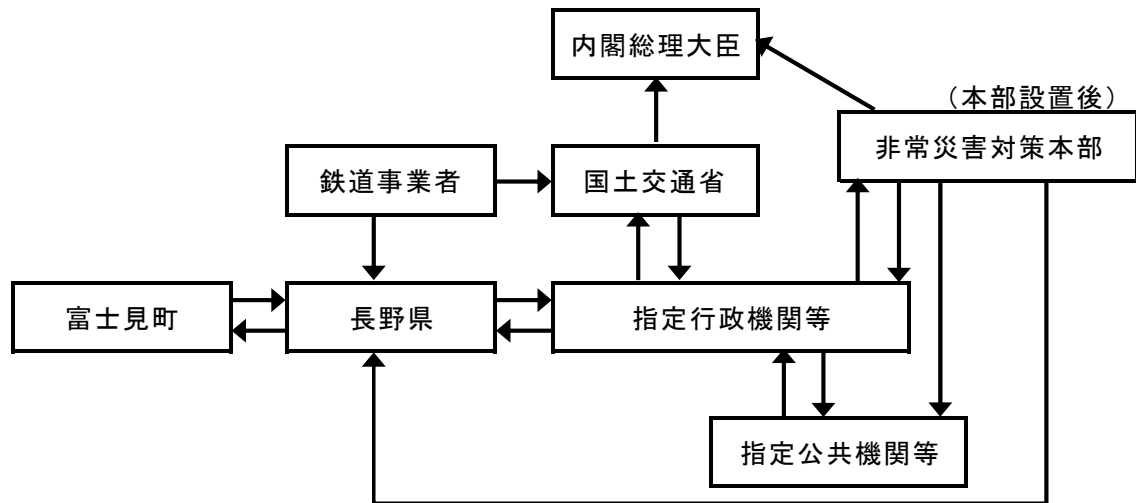 内閣総理大臣
（本部設置後）
非常災害対策本部
鉄道事業者
国土交通省
富士見町
長野県
指定行政機関等
指定公共機関等